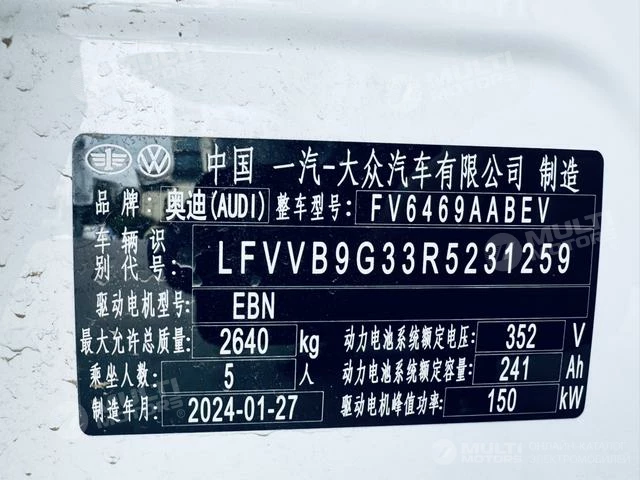 中国 一汽-大众汽车有限公司 制造
品牌: 奥迪(AUDI) 整车型号: FV6469AABEV
车辆识别代号: LFVVB9G33R5231259
驱动电机型号: EBN
最大允许总质量: 2640 kg 动力电池系统额定电压: 352 V
乘坐人数: 5 人 动力电池系统额定容量: 241 Ah
制造年月: 2024-01-27 驱动电机峰值功率: 150 kW
MULTI MOTORS